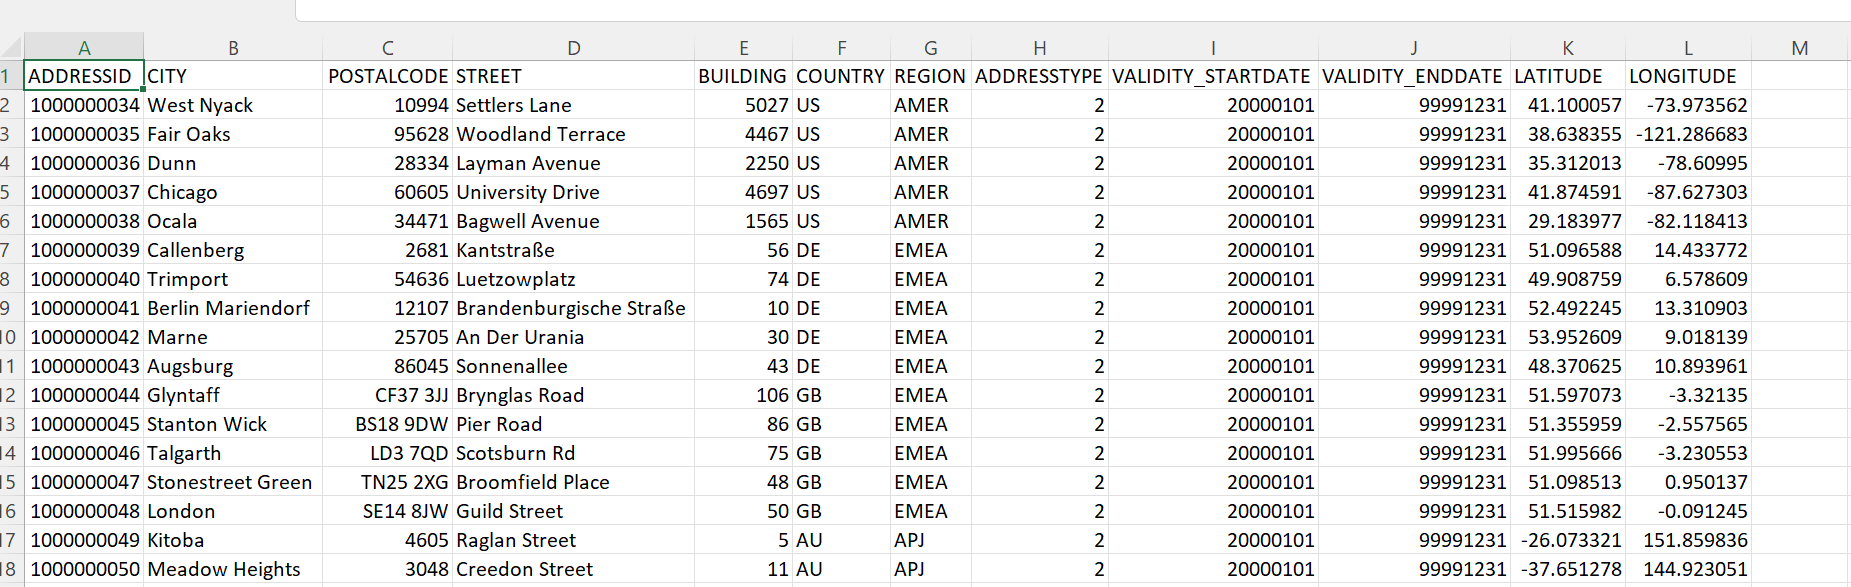 A B C D E F G H I J K L M
1 ADDRESSID CITY POSTALCODE STREET BUILDING COUNTRY REGION ADDRESSTYPE VALIDITY_STARTDATE VALIDITY_ENDDATE LATITUDE LONGITUDE
2 1000000034 West Nyack 10994 Settlers Lane 5027 US AMER 2 20000101 99991231 41.100057 -73.973562
3 1000000035 Fair Oaks 95628 Woodland Terrace 4467 US AMER 2 20000101 99991231 38.638355 -121.286683
4 1000000036 Dunn 28334 Layman Avenue 2250 US AMER 2 20000101 99991231 35.312013 -78.60995
5 1000000037 Chicago 60605 University Drive 4697 US AMER 2 20000101 99991231 41.874591 -87.627303
6 1000000038 Ocala 34471 Bagwell Avenue 1565 US AMER 2 20000101 99991231 29.183977 -82.118413
7 1000000039 Callenberg 2681 Kantstraße 56 DE EMEA 2 20000101 99991231 51.096588 14.433772
8 1000000040 Trimport 54636 Luetzowplatz 74 DE EMEA 2 20000101 99991231 49.908759 6.578609
9 1000000041 Berlin Mariendorf 12107 Brandenburgische Straße 10 DE EMEA 2 20000101 99991231 52.492245 13.310903
10 1000000042 Marne 25705 An Der Urania 30 DE EMEA 2 20000101 99991231 53.952609 9.018139
11 1000000043 Augsburg 86045 Sonnenallee 43 DE EMEA 2 20000101 99991231 48.370625 10.893961
12 1000000044 Glyntaff CF37 3JJ Brynglas Road 106 GB EMEA 2 20000101 99991231 51.597073 -3.32135
13 1000000045 Stanton Wick BS18 9DW Pier Road 86 GB EMEA 2 20000101 99991231 51.355959 -2.557565
14 1000000046 Talgarth LD3 7QD Scotsburn Rd 75 GB EMEA 2 20000101 99991231 51.995666 -3.230553
15 1000000047 Stonestreet Green TN25 2XG Broomfield Place 48 GB EMEA 2 20000101 99991231 51.098513 0.950137
16 1000000048 London SE14 8JW Guild Street 50 GB EMEA 2 20000101 99991231 51.515982 -0.091245
17 1000000049 Kitoba 4605 Raglan Street 5 AU APJ 2 20000101 99991231 -26.073321 151.859836
18 1000000050 Meadow Heights 3048 Creedon Street 11 AU APJ 2 20000101 99991231 -37.651278 144.923051